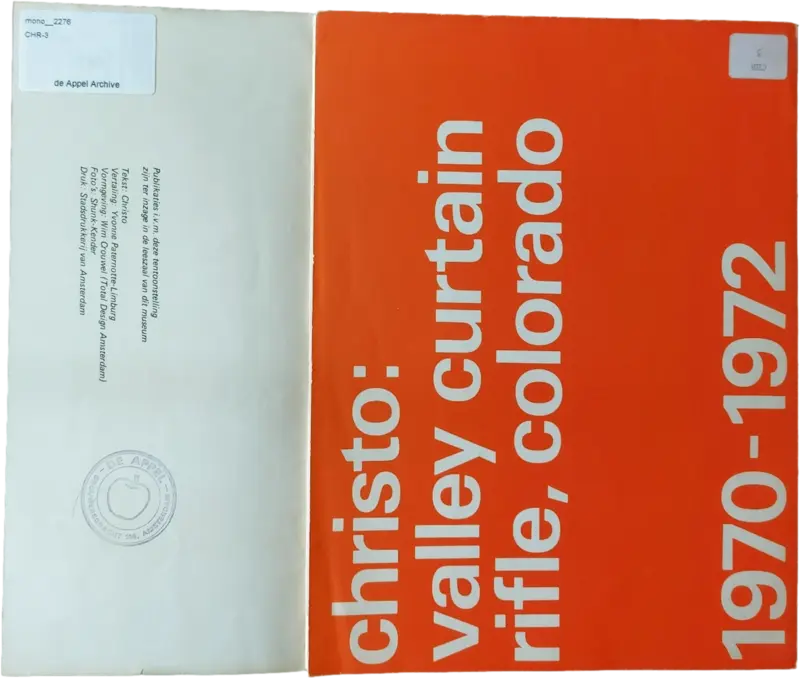 mono__2276
CHR-3
de Appel Archive
Publikaties i.v.m. deze tentoonstelling
zijn ter inzage in de leeszaal van dit museum
Tekst: Christo
Vertaling: Yvonne Paternotte-Limburg
Vormgeving: Wim Crouwel (Total Design Amsterdam)
Foto's: Shunk-Kender
Druk: Stadsdrukkerij van Amsterdam
DE APPEL
AMSTERDAM
christo:
valley curtain
rifle, colorado
1970-1972